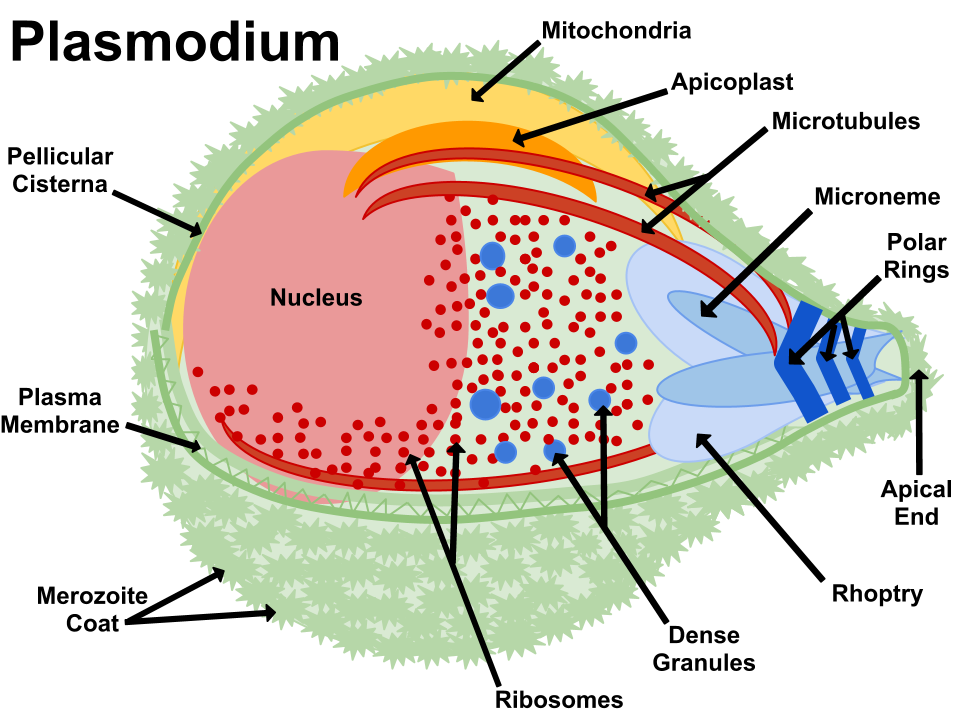 Plasmodium
Mitochondria
Apicoplast
Microtubules
Pellicular
Cisterna
Microneme
Polar
Rings
Nucleus
Plasma
Membrane
Apical
End
Merozoite
Coat
Rhoptry
Dense
Granules
Ribosomes